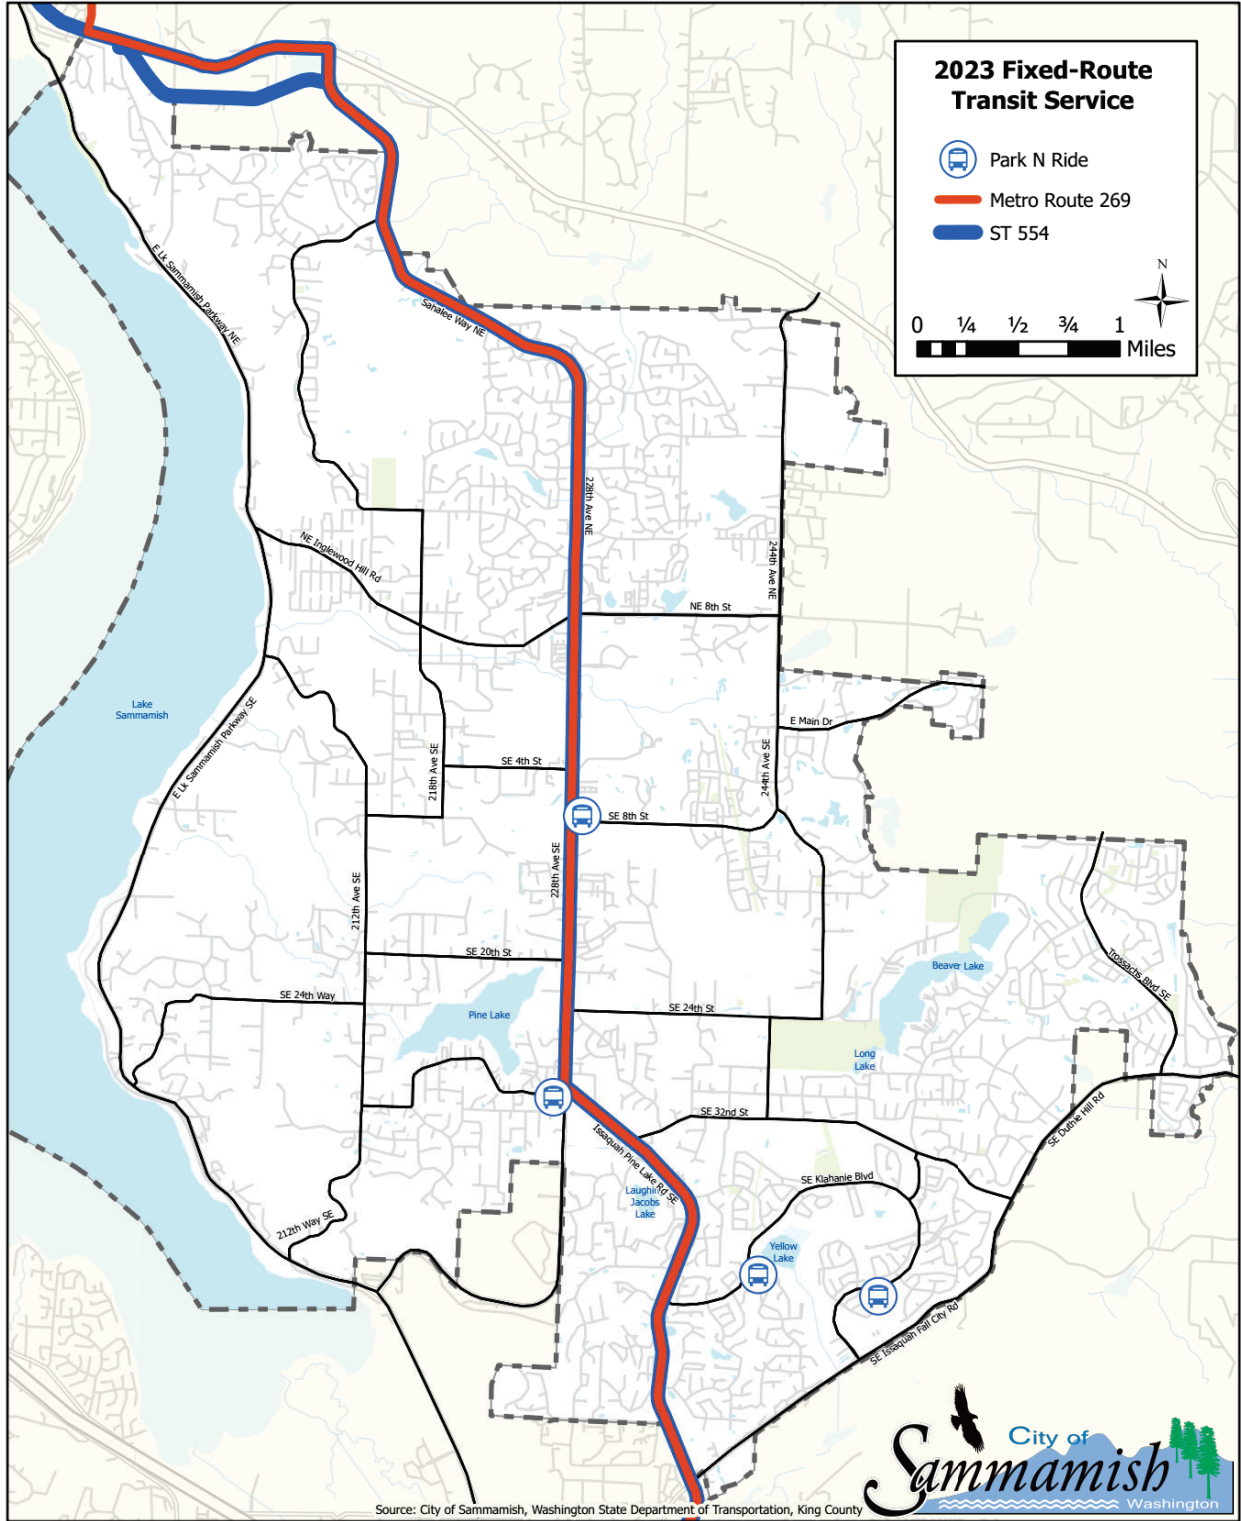 2023 Fixed-Route
Transit Service
Park N Ride
Metro Route 269
ST 554
N
0 ¼ ½ ¾ 1
Miles
E Lk Sammamish Parkway NE
Sahalee Way NE
228th Ave NE
NE Inglewood Hill Rd
244th Ave NE
NE 8th St
Lake
Sammamish
E Lk Sammamish Parkway SE
E Main Dr
218th Ave SE
SE 4th St
244th Ave SE
SE 8th St
228th Ave SE
212th Ave SE
SE 20th St
Beaver Lake
Trossachs Blvd SE
SE 24th Way
Pine Lake
SE 24th St
Long
Lake
SE 32nd St
SE Duthie Hill Rd
Issaquah Pine Lake Rd SE
SE Klahanie Blvd
Laughing
Jacobs
Lake
212th Way SE
Yellow
Lake
SE Issaquah Fall City Rd
City of
Sammamish
Washington
Source: City of Sammamish, Washington State Department of Transportation, King County